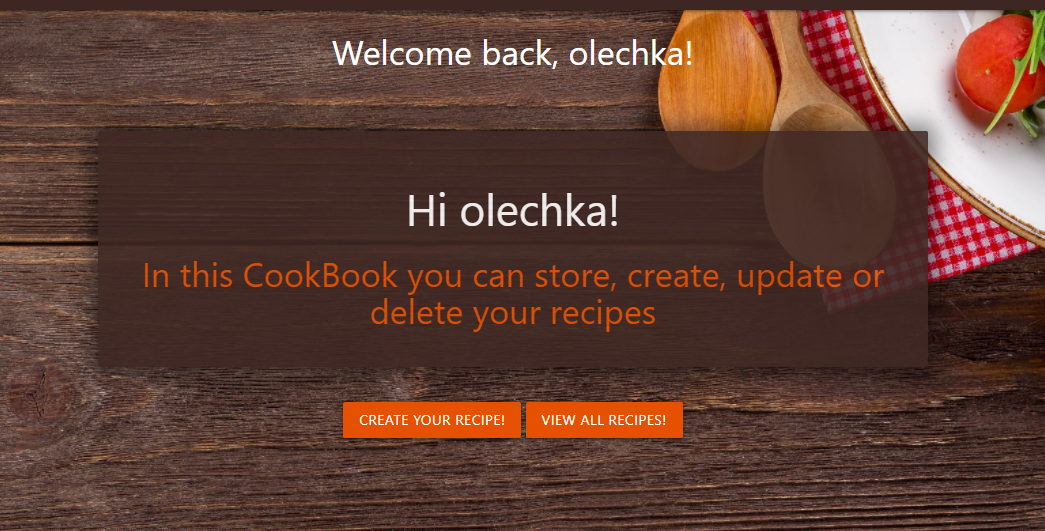 Welcome back, olechka!
Hi olechka!
In this CookBook you can store, create, update or
delete your recipes
CREATE YOUR RECIPE!
VIEW ALL RECIPES!